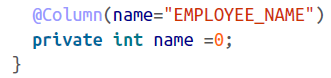 @Column(name="EMPLOYEE_NAME")
private int name =0;
}